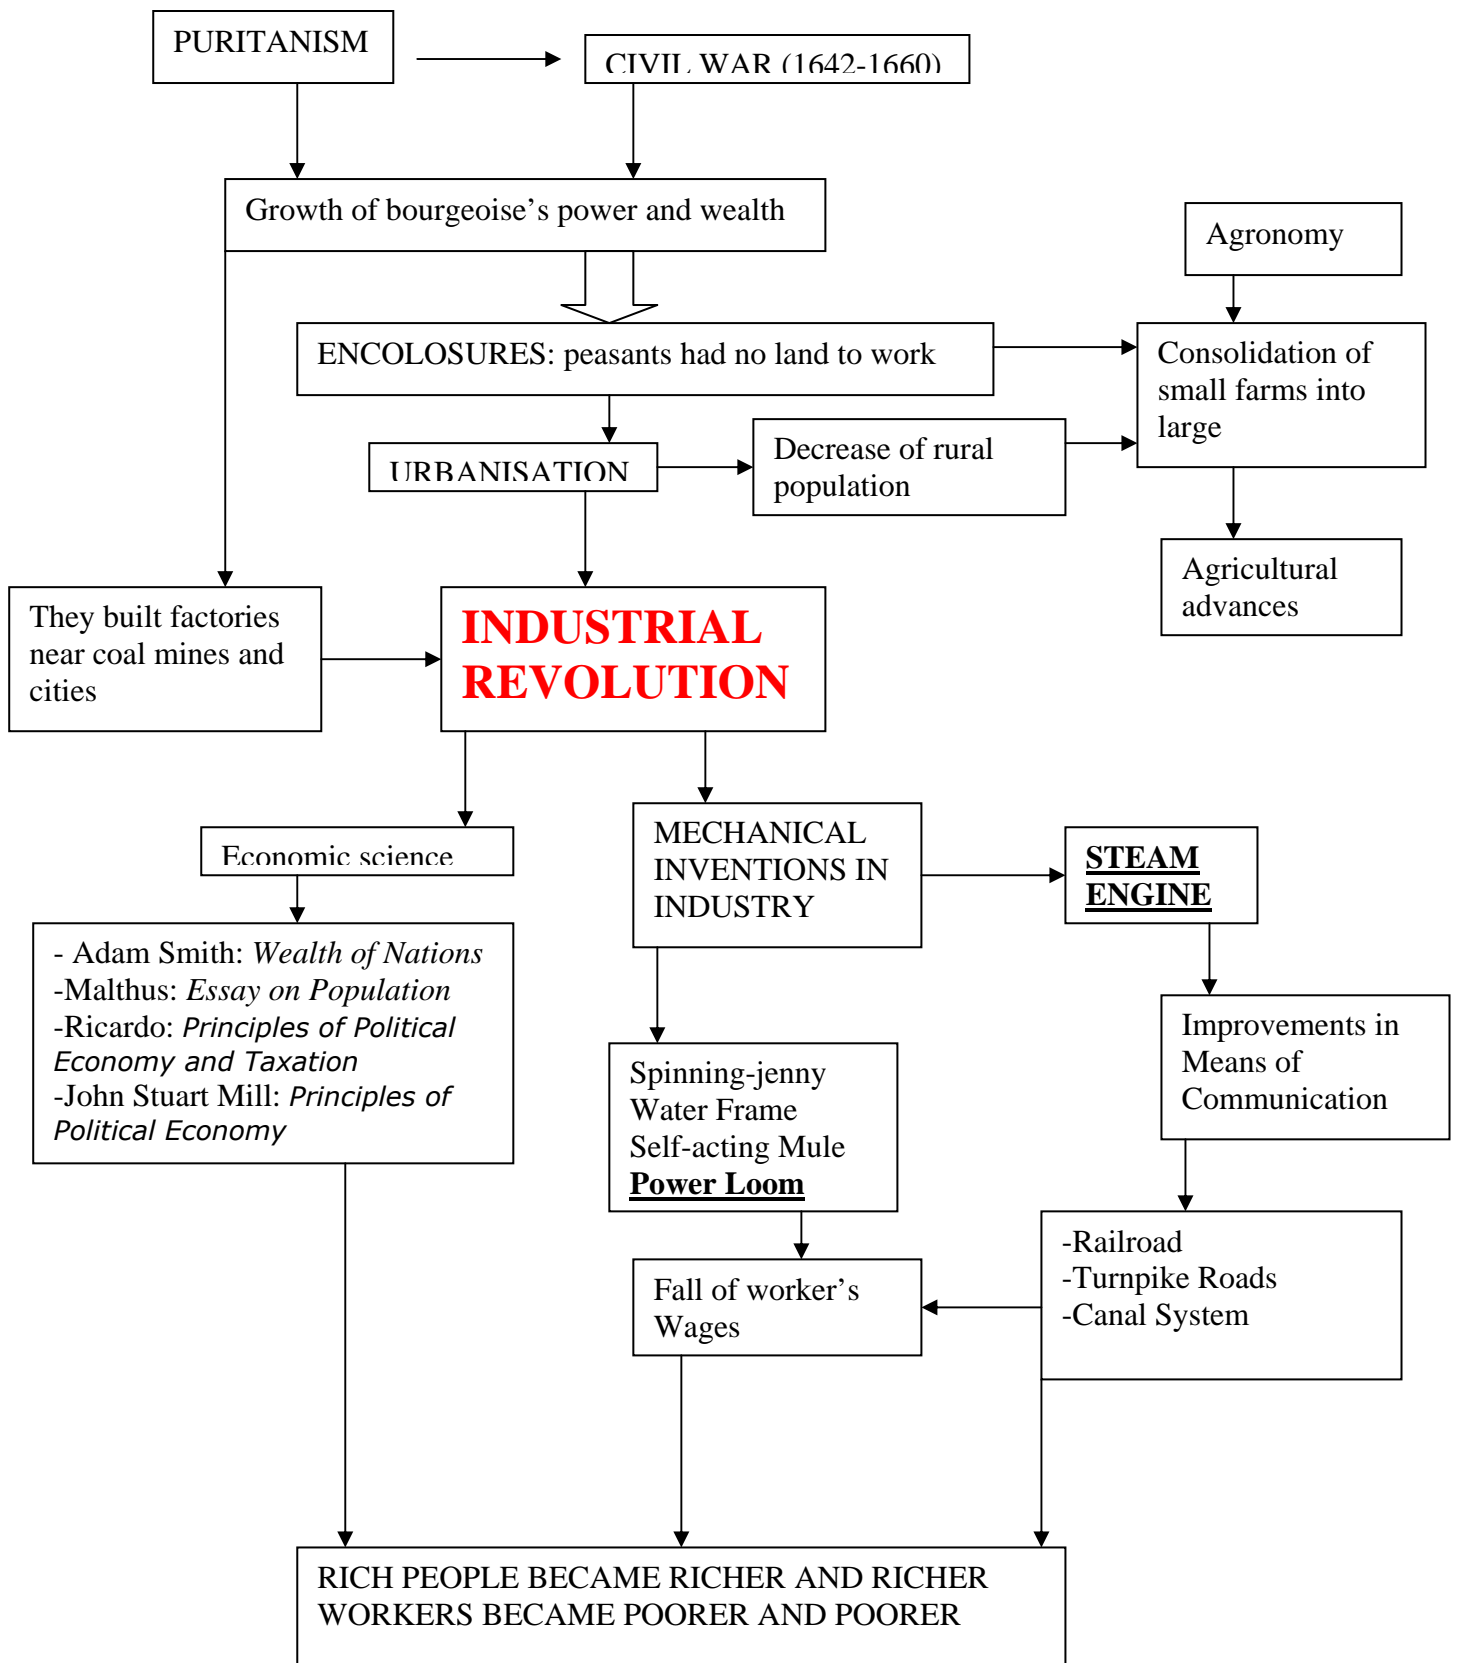 PURITANISM
CIVIL WAR (1642-1660)
Growth of bourgeoise’s power and wealth
Agronomy
ENCOLOSURES: peasants had no land to work
Consolidation of
small farms into
large
URBANISATION
Decrease of rural
population
Agricultural
advances
They built factories
near coal mines and
cities
INDUSTRIAL
REVOLUTION
Economic science
MECHANICAL
INVENTIONS IN
INDUSTRY
STEAM
ENGINE
- Adam Smith: Wealth of Nations
-Malthus: Essay on Population
-Ricardo: Principles of Political
Economy and Taxation
-John Stuart Mill: Principles of
Political Economy
Improvements in
Means of
Communication
Spinning-jenny
Water Frame
Self-acting Mule
Power Loom
-Railroad
-Turnpike Roads
-Canal System
Fall of worker’s
Wages
RICH PEOPLE BECAME RICHER AND RICHER
WORKERS BECAME POORER AND POORER